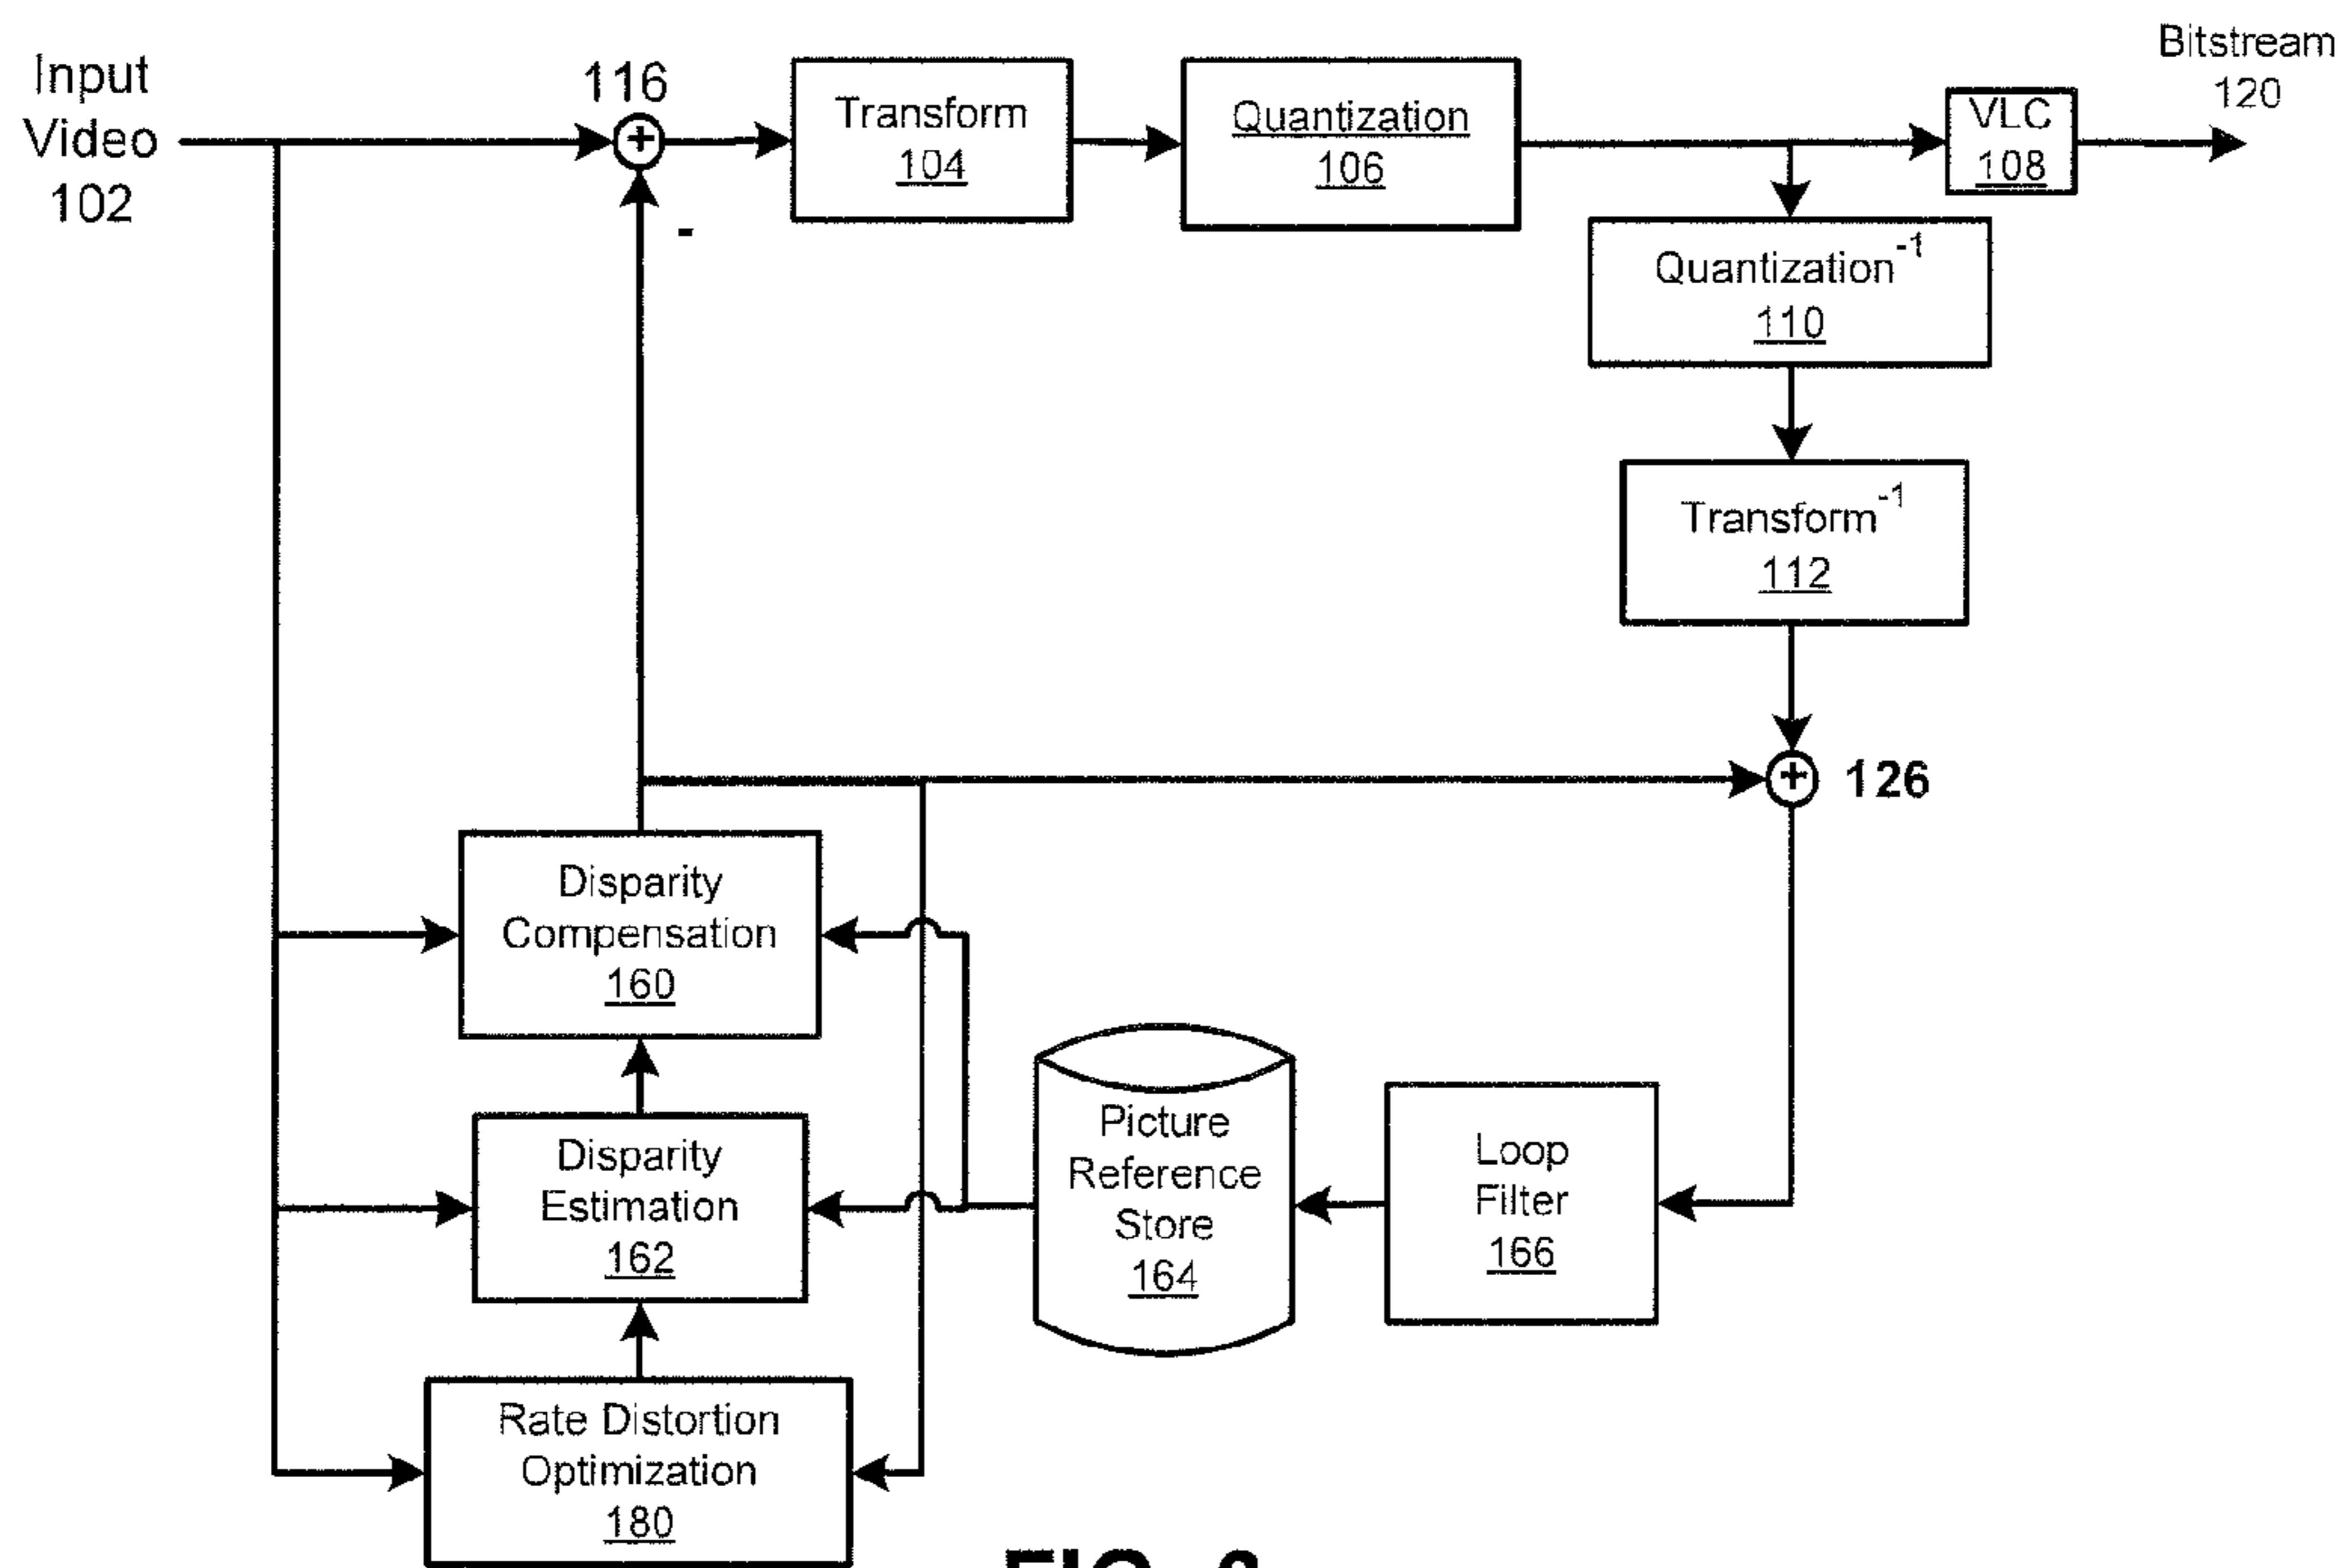 Input
Video
102
116
+
-
Transform
104
Quantization
106
VLC
108
Bitstream
120
Quantization-1
110
Transform-1
112
+
126
Disparity
Compensation
160
Disparity
Estimation
162
Picture
Reference
Store
164
Loop
Filter
166
Rate Distortion
Optimization
180
FIG.